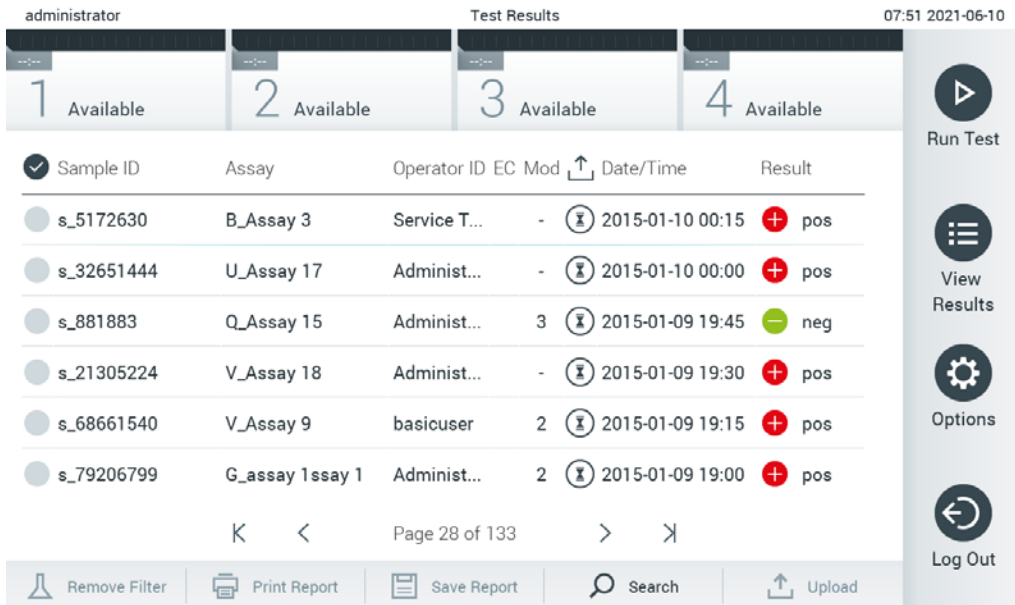 administrator Test Results 07:51 2021-06-10
--:-- --:-- --:-- --:--
1 Available 2 Available 3 Available 4 Available
Run Test
Sample ID Assay Operator ID EC Mod Date/Time Result
s_5172630 B_Assay 3 Service T... - 2015-01-10 00:15 pos
s_32651444 U_Assay 17 Administ... - 2015-01-10 00:00 pos
View
Results
s_881883 Q_Assay 15 Administ... 3 2015-01-09 19:45 neg
s_21305224 V_Assay 18 Administ... - 2015-01-09 19:30 pos
Options
s_68661540 V_Assay 9 basicuser 2 2015-01-09 19:15 pos
s_79206799 G_assay 1ssay 1 Administ... 2 2015-01-09 19:00 pos
Page 28 of 133
Log Out
Remove Filter Print Report Save Report Search Upload